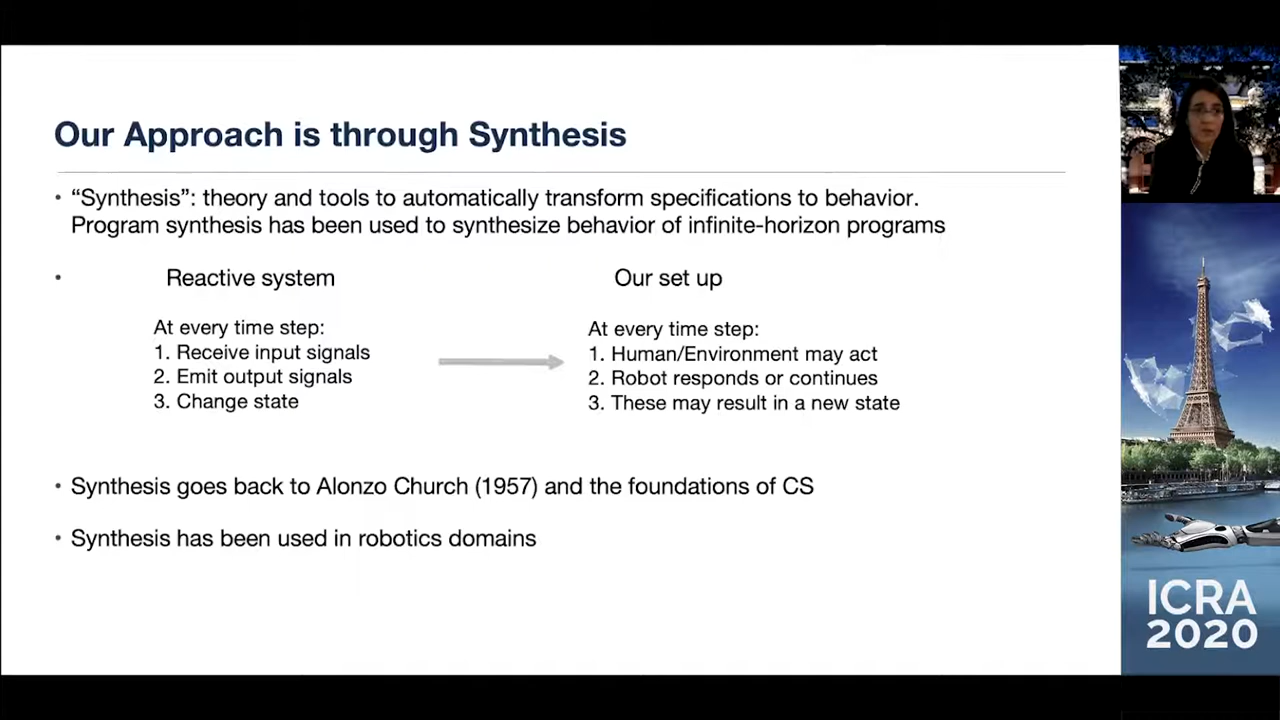 Our Approach is through Synthesis
• “Synthesis”: theory and tools to automatically transform specifications to behavior.
Program synthesis has been used to synthesize behavior of infinite-horizon programs
• Reactive system
At every time step:
1. Receive input signals
2. Emit output signals
3. Change state
Our set up
At every time step:
1. Human/Environment may act
2. Robot responds or continues
3. These may result in a new state
• Synthesis goes back to Alonzo Church (1957) and the foundations of CS
• Synthesis has been used in robotics domains
ICRA
2020